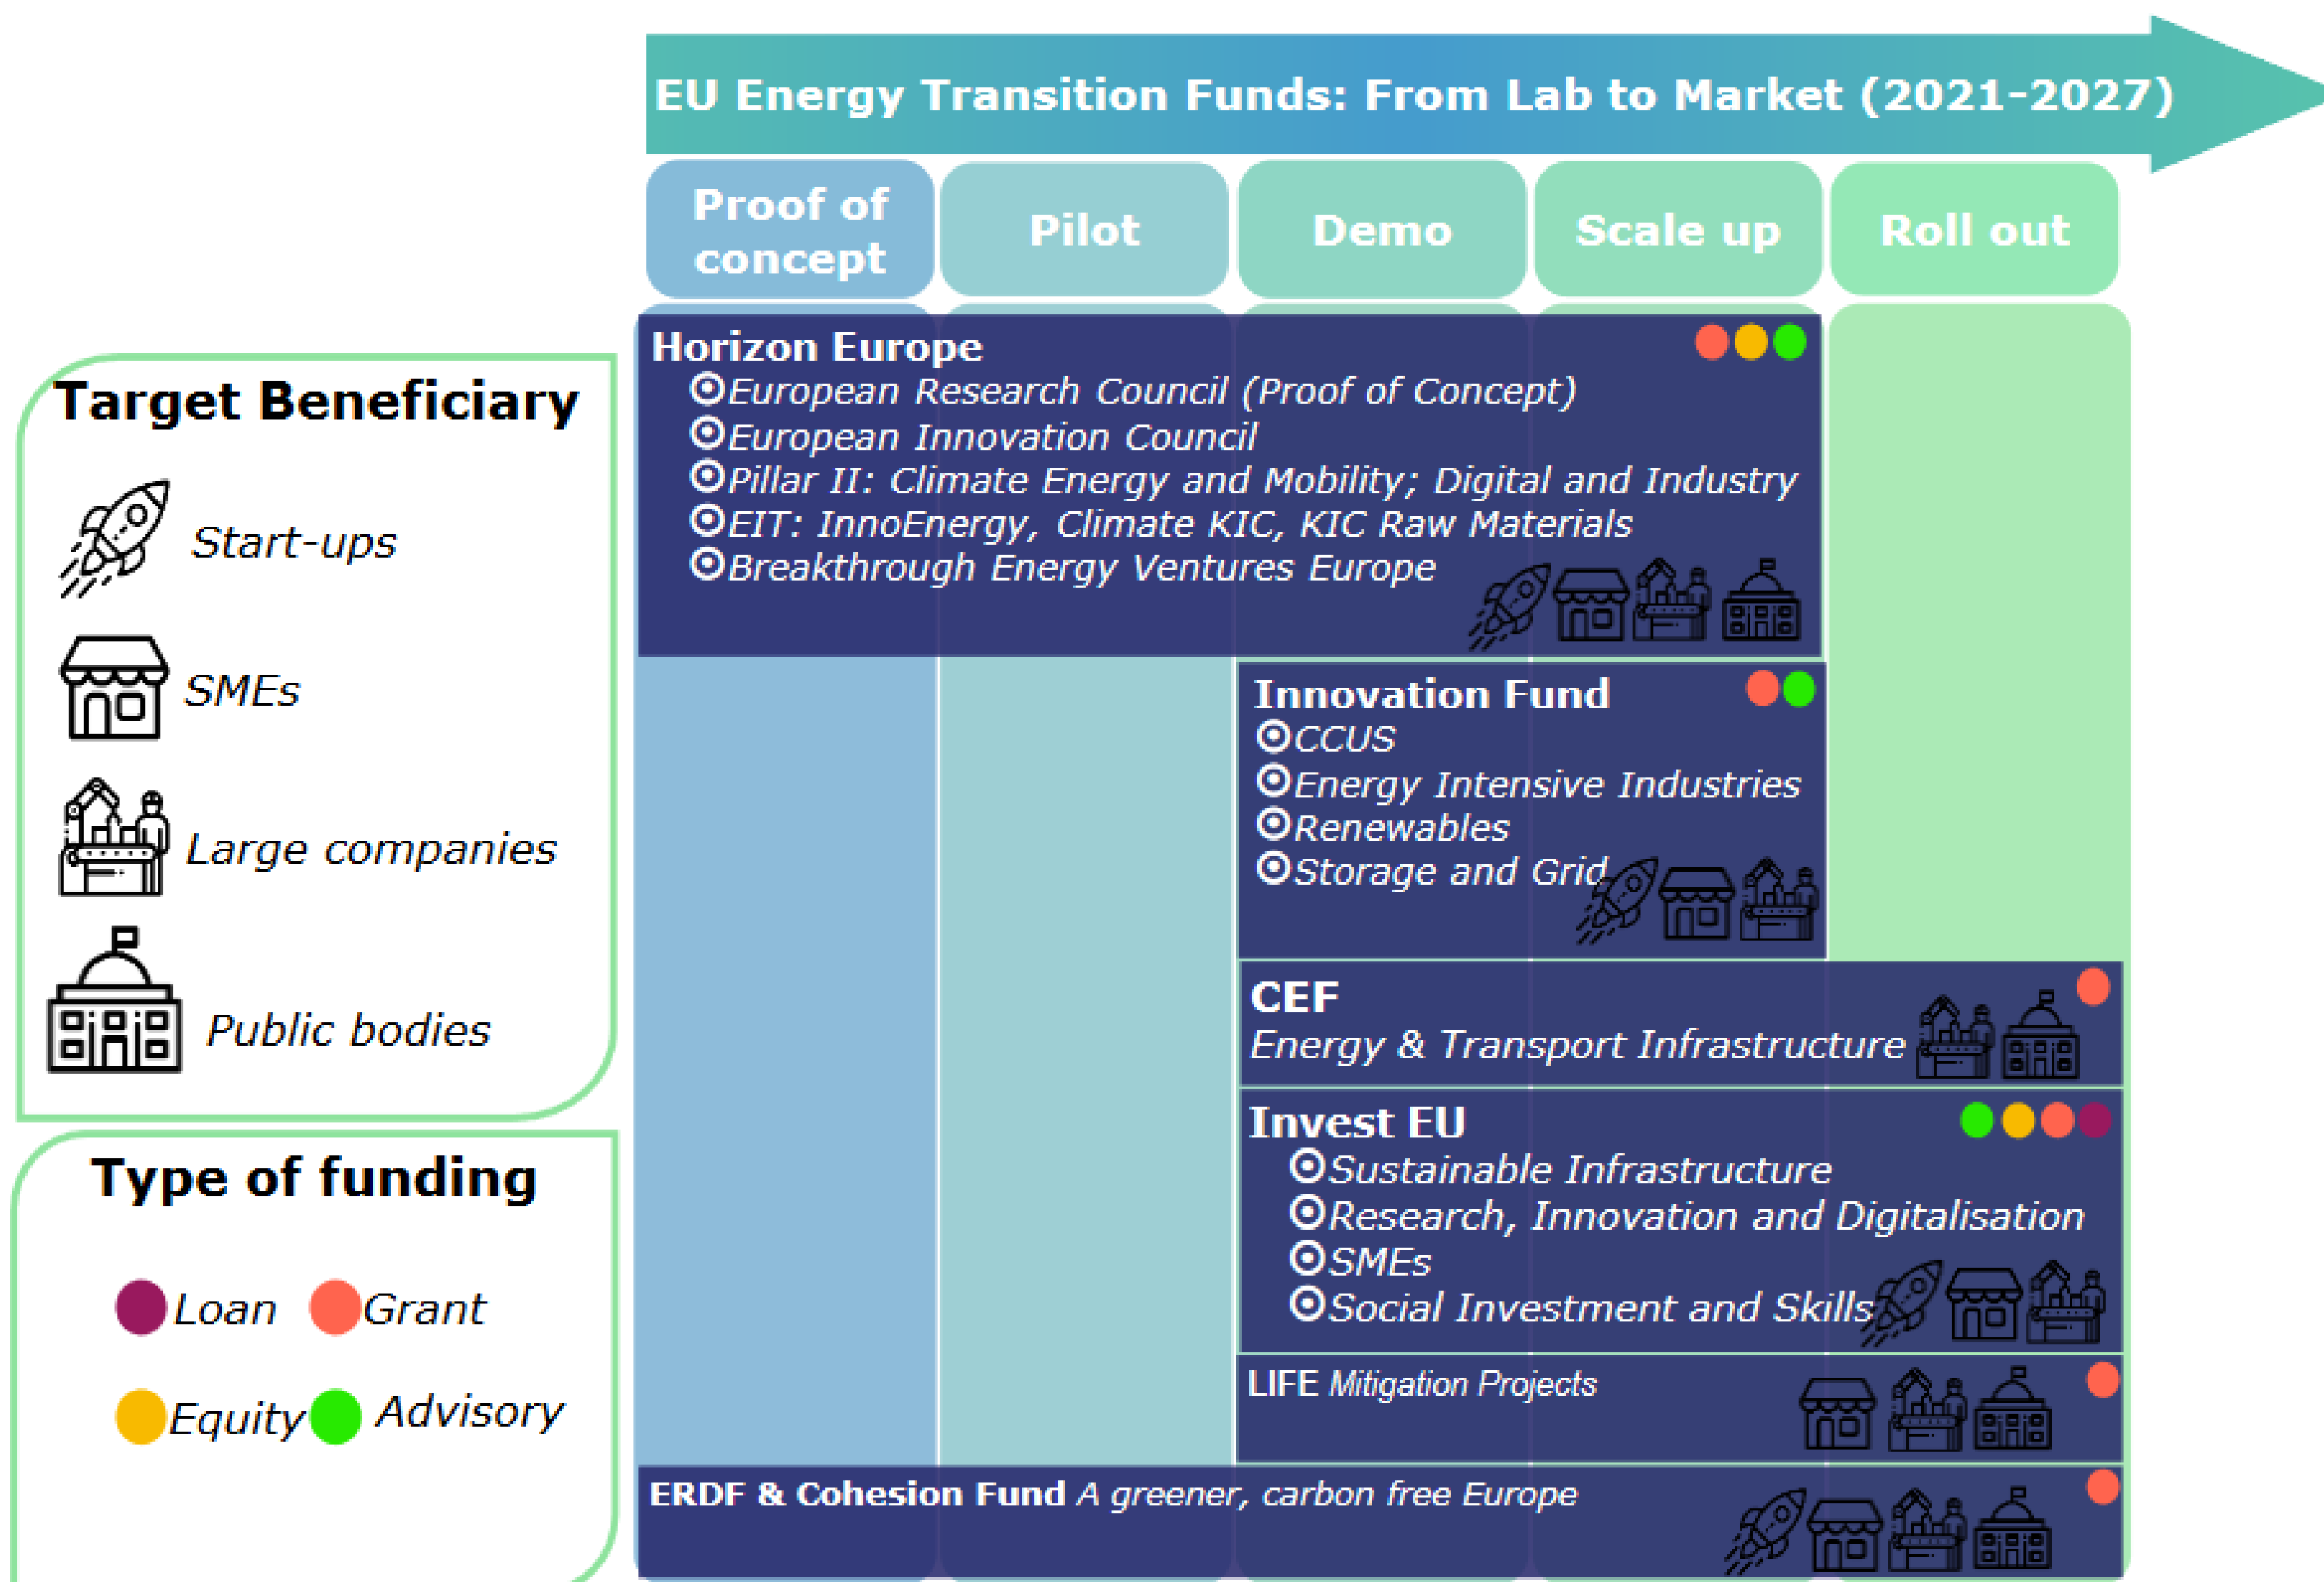 EU Energy Transition Funds: From Lab to Market (2021-2027)
Proof of
concept
Pilot
Demo
Scale up
Roll out
Target Beneficiary
Start-ups
SMEs
Large companies
Public bodies
Type of funding
Loan
Grant
Equity
Advisory
Horizon Europe
European Research Council (Proof of Concept)
European Innovation Council
Pillar II: Climate Energy and Mobility; Digital and Industry
EIT: InnoEnergy, Climate KIC, KIC Raw Materials
Breakthrough Energy Ventures Europe
Innovation Fund
CCUS
Energy Intensive Industries
Renewables
Storage and Grid
CEF
Energy & Transport Infrastructure
Invest EU
Sustainable Infrastructure
Research, Innovation and Digitalisation
SMEs
Social Investment and Skills
LIFE Mitigation Projects
ERDF & Cohesion Fund A greener, carbon free Europe